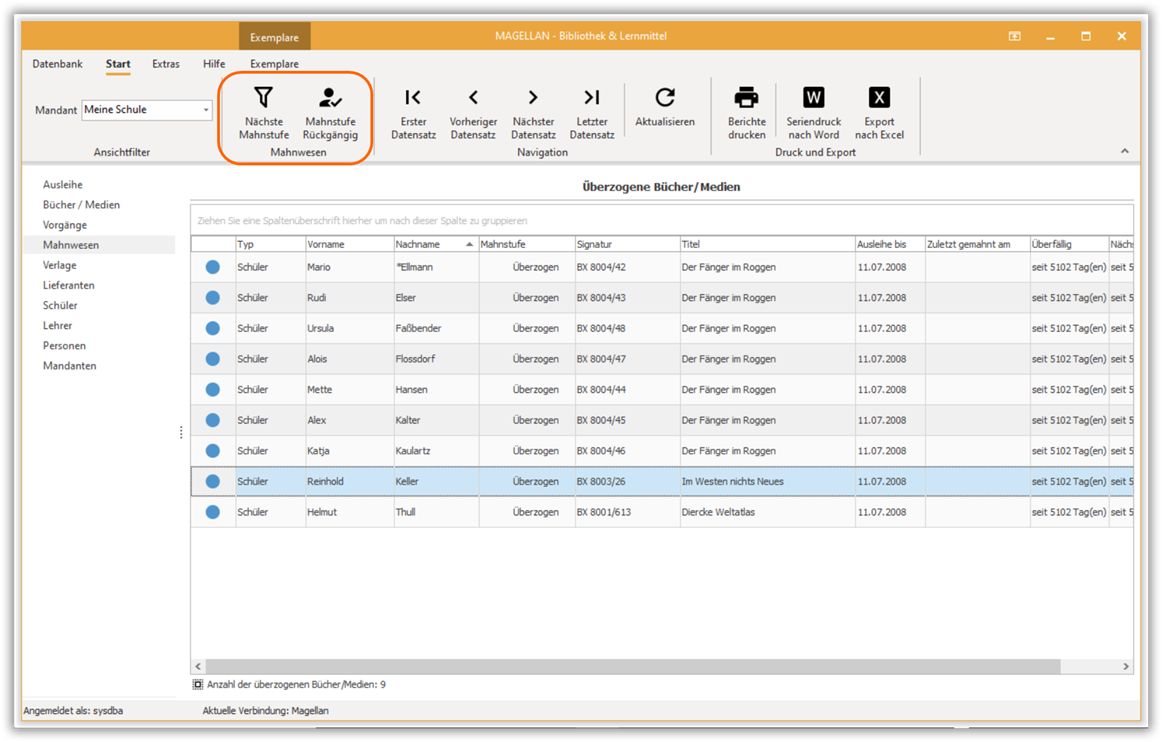 Exemplare
MAGELLAN - Bibliothek & Lernmittel
Datenbank Start Extras Hilfe Exemplare
Mandant Meine Schule
Ansichtfilter
Nächste Mahnstufe
Mahnstufe Rückgängig
Mahnwesen
Erster Datensatz
Vorheriger Datensatz
Nächster Datensatz
Letzter Datensatz
Aktualisieren
Navigation
Berichte drucken
W
Seriendruck nach Word
X
Export nach Excel
Druck und Export
Ausleihe
Bücher / Medien
Vorgänge
Mahnwesen
Verlage
Lieferanten
Schüler
Lehrer
Personen
Mandanten
Überzogene Bücher/Medien
Ziehen Sie eine Spaltenüberschrift hierher um nach dieser Spalte zu gruppieren
Typ Vorname Nachname Mahnstufe Signatur Titel Ausleihe bis Zuletzt gemahnt am Überfällig Nächs
Schüler Mario *Ellmann Überzogen BX 8004/42 Der Fänger im Roggen 11.07.2008 seit 5102 Tag(en) seit 5
Schüler Rudi Elser Überzogen BX 8004/43 Der Fänger im Roggen 11.07.2008 seit 5102 Tag(en) seit 5
Schüler Ursula Faßbender Überzogen BX 8004/48 Der Fänger im Roggen 11.07.2008 seit 5102 Tag(en) seit 5
Schüler Alois Flossdorf Überzogen BX 8004/47 Der Fänger im Roggen 11.07.2008 seit 5102 Tag(en) seit 5
Schüler Mette Hansen Überzogen BX 8004/44 Der Fänger im Roggen 11.07.2008 seit 5102 Tag(en) seit 5
Schüler Alex Kalter Überzogen BX 8004/45 Der Fänger im Roggen 11.07.2008 seit 5102 Tag(en) seit 5
Schüler Katja Kaulartz Überzogen BX 8004/46 Der Fänger im Roggen 11.07.2008 seit 5102 Tag(en) seit 5
Schüler Reinhold Keller Überzogen BX 8003/26 Im Westen nichts Neues 11.07.2008 seit 5102 Tag(en) seit 5
Schüler Helmut Thull Überzogen BX 8001/613 Diercke Weltatlas 11.07.2008 seit 5102 Tag(en) seit 5
Anzahl der überzogenen Bücher/Medien: 9
Angemeldet als: sysdba Aktuelle Verbindung: Magellan